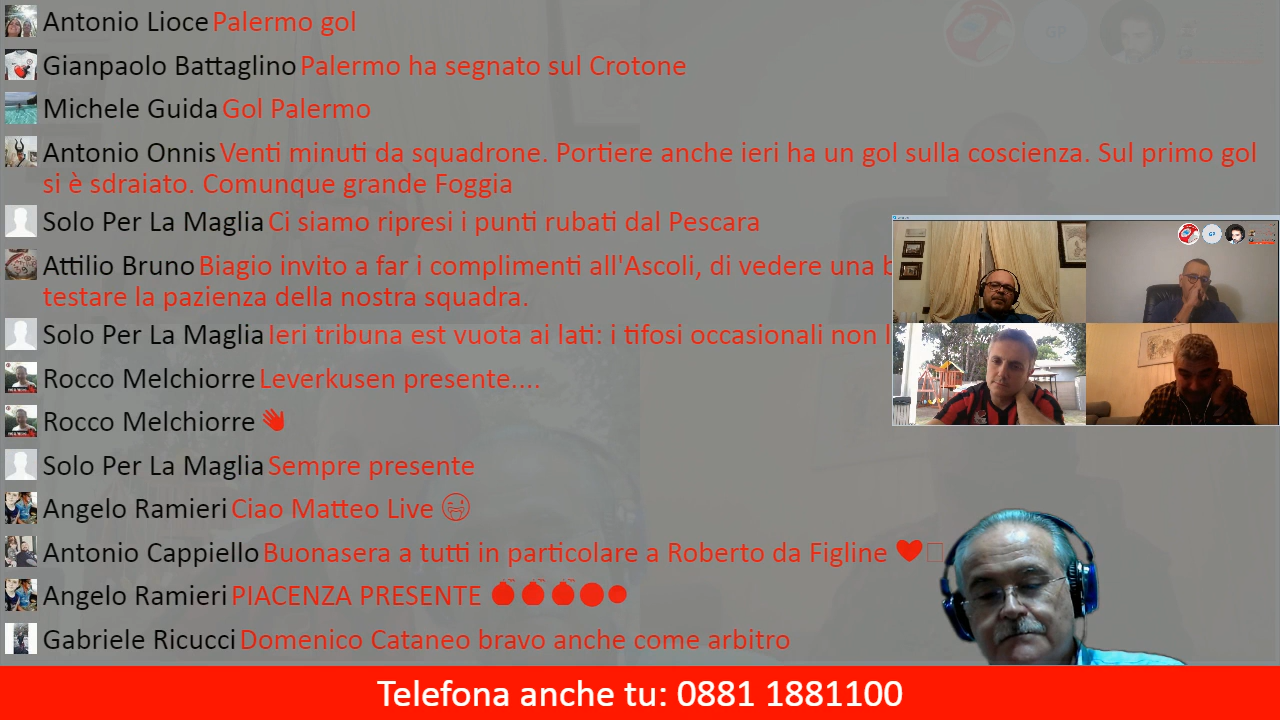 Antonio Lioce Palermo gol
Gianpaolo Battaglino Palermo ha segnato sul Crotone
Michele Guida Gol Palermo
Antonio Onnis Venti minuti da squadrone. Portiere anche ieri ha un gol sulla coscienza. Sul primo gol
si è sdraiato. Comunque grande Foggia
Solo Per La Maglia Ci siamo ripresi i punti rubati dal Pescara
Attilio Bruno Biagio invito a far i complimenti all'Ascoli, di vedere una
testare la pazienza della nostra squadra.
Solo Per La Maglia Ieri tribuna est vuota ai lati: i tifosi occasionali non
GP
Rocco Melchiorre Leverkusen presente....
Rocco Melchiorre 👋
Solo Per La Maglia Sempre presente
Angelo Ramieri Ciao Matteo Live 😂
Antonio Cappiello Buonasera a tutti in particolare a Roberto da Figline ❤
Angelo Ramieri PIACENZA PRESENTE
Gabriele Ricucci Domenico Cataneo bravo anche come arbitro
Telefona anche tu: 0881 1881100